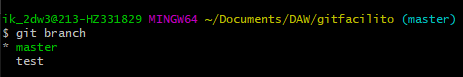 ik_2dw3@213-HZ331829 MINGW64 ~/Documents/DAW/gitfacilito (master)
$ git branch
* master
  test